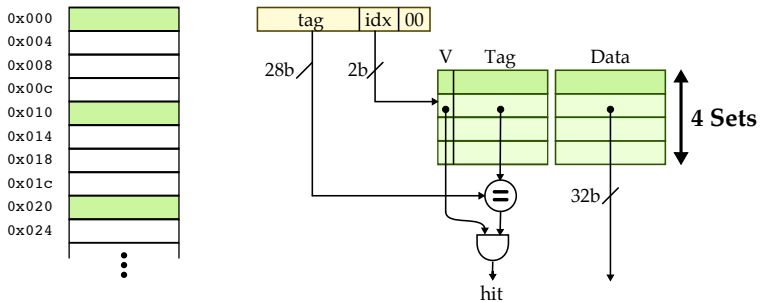 0x000
0x004
0x008
0x00c
0x010
0x014
0x018
0x01c
0x020
0x024
tag idx 00
28b 2b
V Tag Data
4 Sets
=
32b
hit